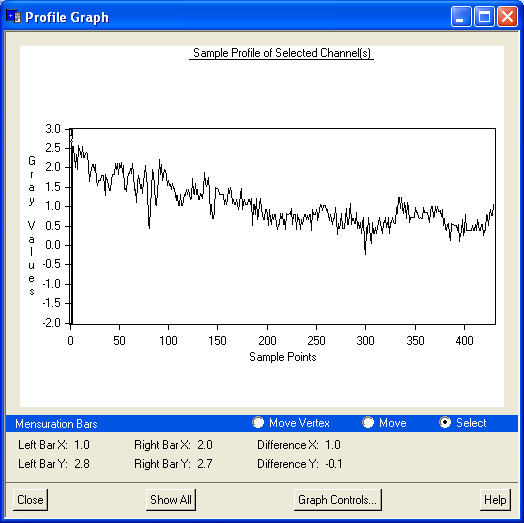 Profile Graph
Sample Profile of Selected Channel(s)
Gray Values
3.0
2.5
2.0
1.5
1.0
0.5
0.0
-0.5
-1.0
-1.5
-2.0
0 50 100 150 200 250 300 350 400
Sample Points
Mensuration Bars Move Vertex Move Select
Left Bar X: 1.0 Right Bar X: 2.0 Difference X: 1.0
Left Bar Y: 2.8 Right Bar Y: 2.7 Difference Y: -0.1
Close Show All Graph Controls... Help